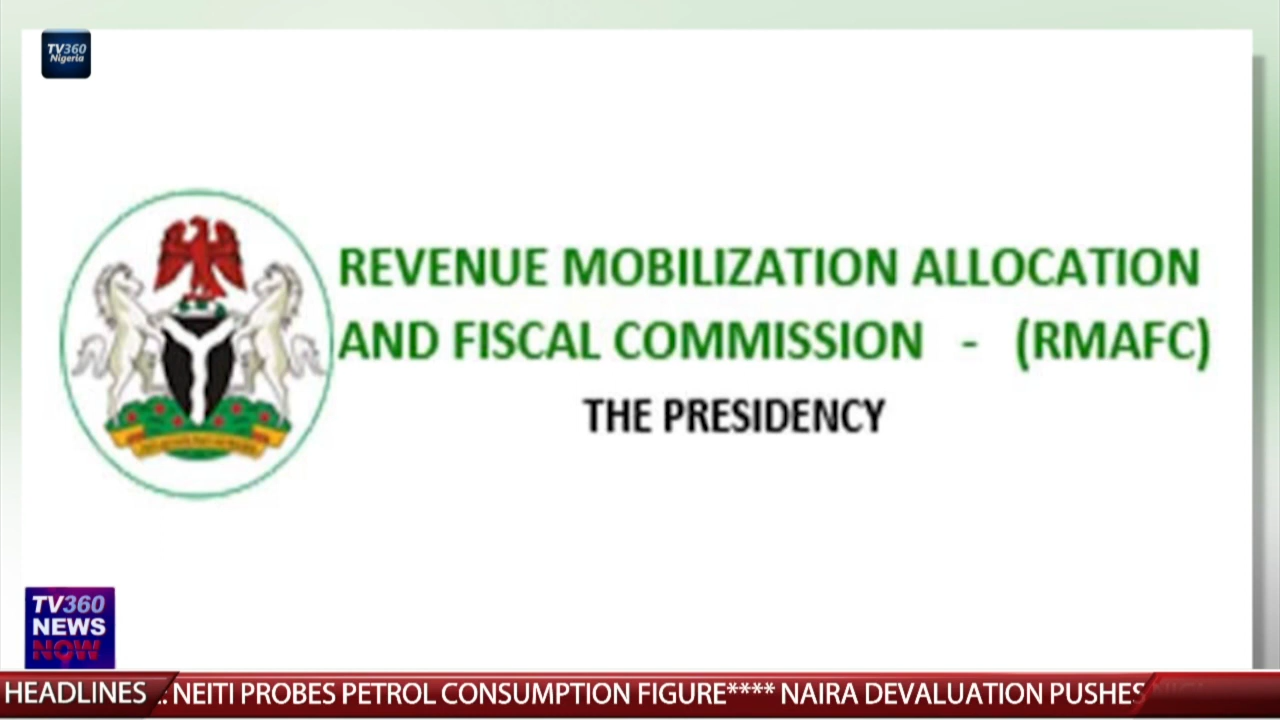 TV360
Nigeria
REVENUE MOBILIZATION ALLOCATION
AND FISCAL COMMISSION - (RMAFC)
THE PRESIDENCY
TV360
NEWS
NOW
HEADLINES .: NEITI PROBES PETROL CONSUMPTION FIGURE**** NAIRA DEVALUATION PUSHES